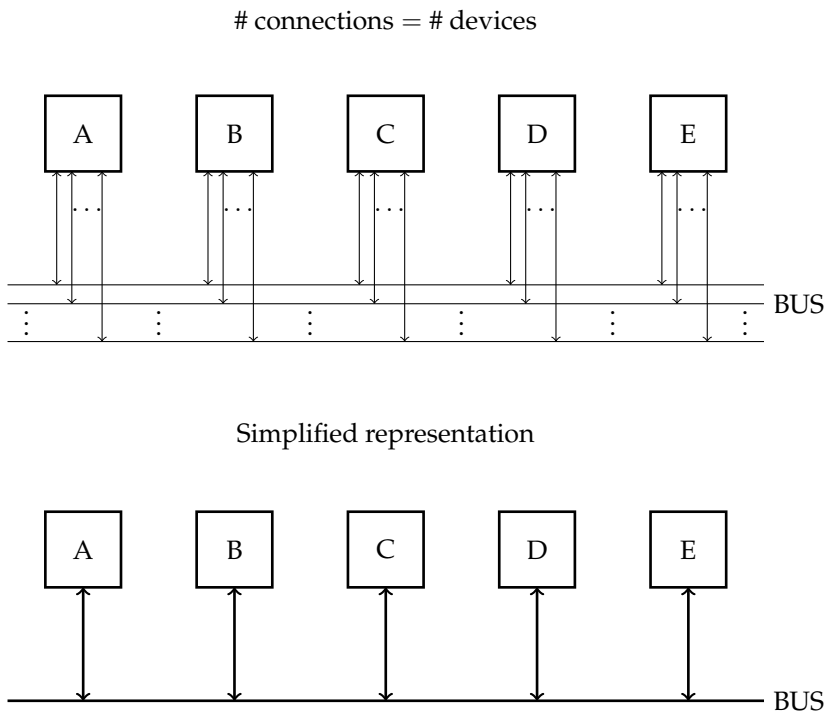 # connections = # devices
A B C D E
... ... ... ... ...
BUS
⋮ ⋮ ⋮ ⋮ ⋮ ⋮
Simplified representation
A B C D E
BUS